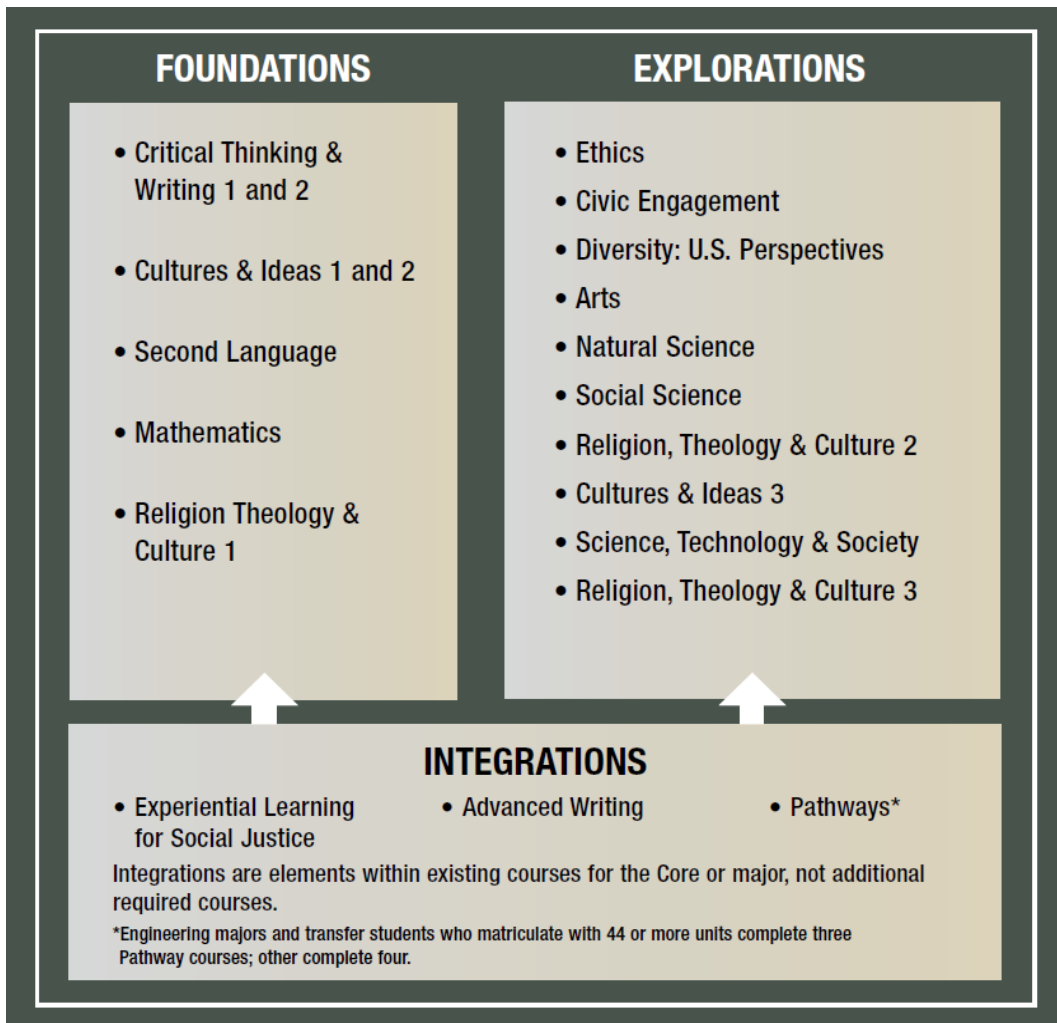 FOUNDATIONS
• Critical Thinking &
Writing 1 and 2
• Cultures & Ideas 1 and 2
• Second Language
• Mathematics
• Religion Theology &
Culture 1
EXPLORATIONS
• Ethics
• Civic Engagement
• Diversity: U.S. Perspectives
• Arts
• Natural Science
• Social Science
• Religion, Theology & Culture 2
• Cultures & Ideas 3
• Science, Technology & Society
• Religion, Theology & Culture 3
INTEGRATIONS
• Experiential Learning
for Social Justice
• Advanced Writing
• Pathways*
Integrations are elements within existing courses for the Core or major, not additional
required courses.
*Engineering majors and transfer students who matriculate with 44 or more units complete three
Pathway courses; other complete four.